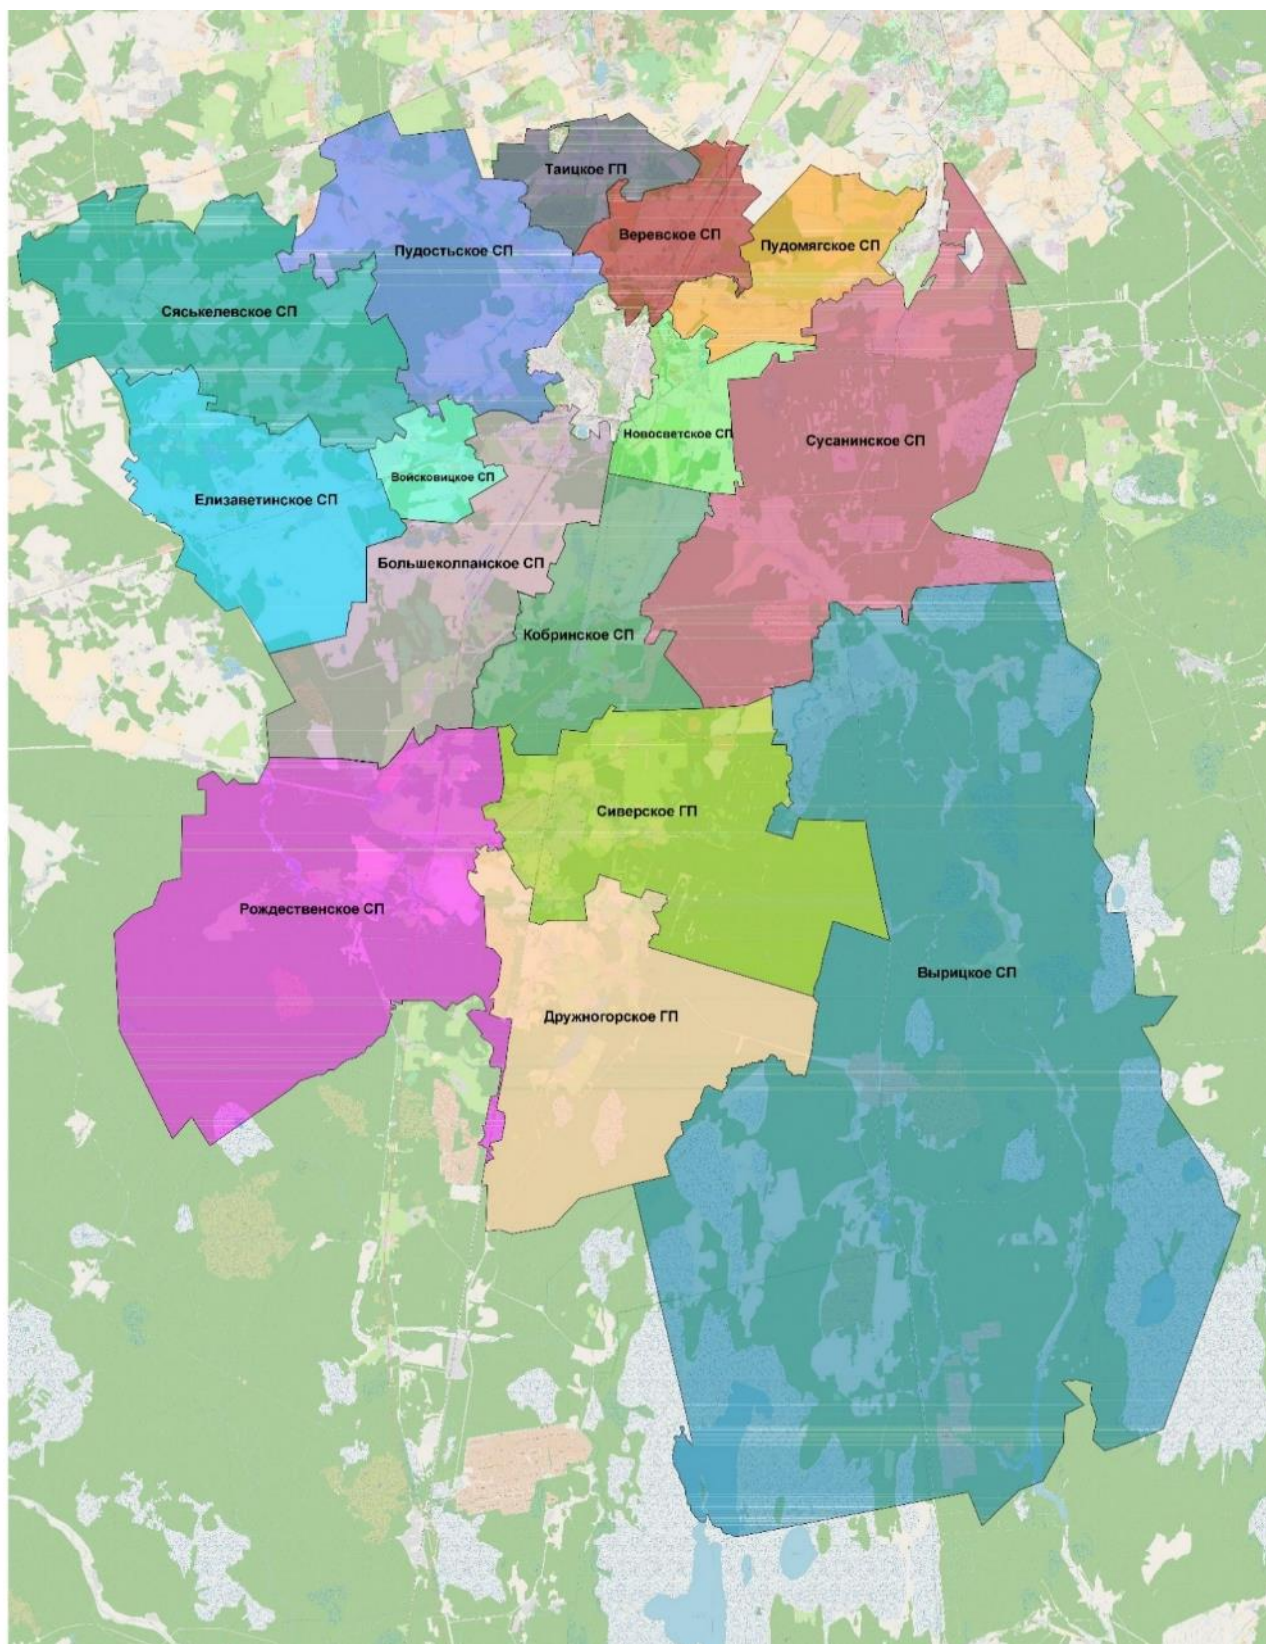 Таицкое ГП
Веревское СП
Пудомягское СП
Пудостьское СП
Сяськелевское СП
Новосветское СП
Сусанинское СП
Войсковицкое СП
Елизаветинское СП
Большеколпанское СП
Кобринское СП
Сиверское ГП
Рождественское СП
Вырицкое СП
Дружногорское ГП